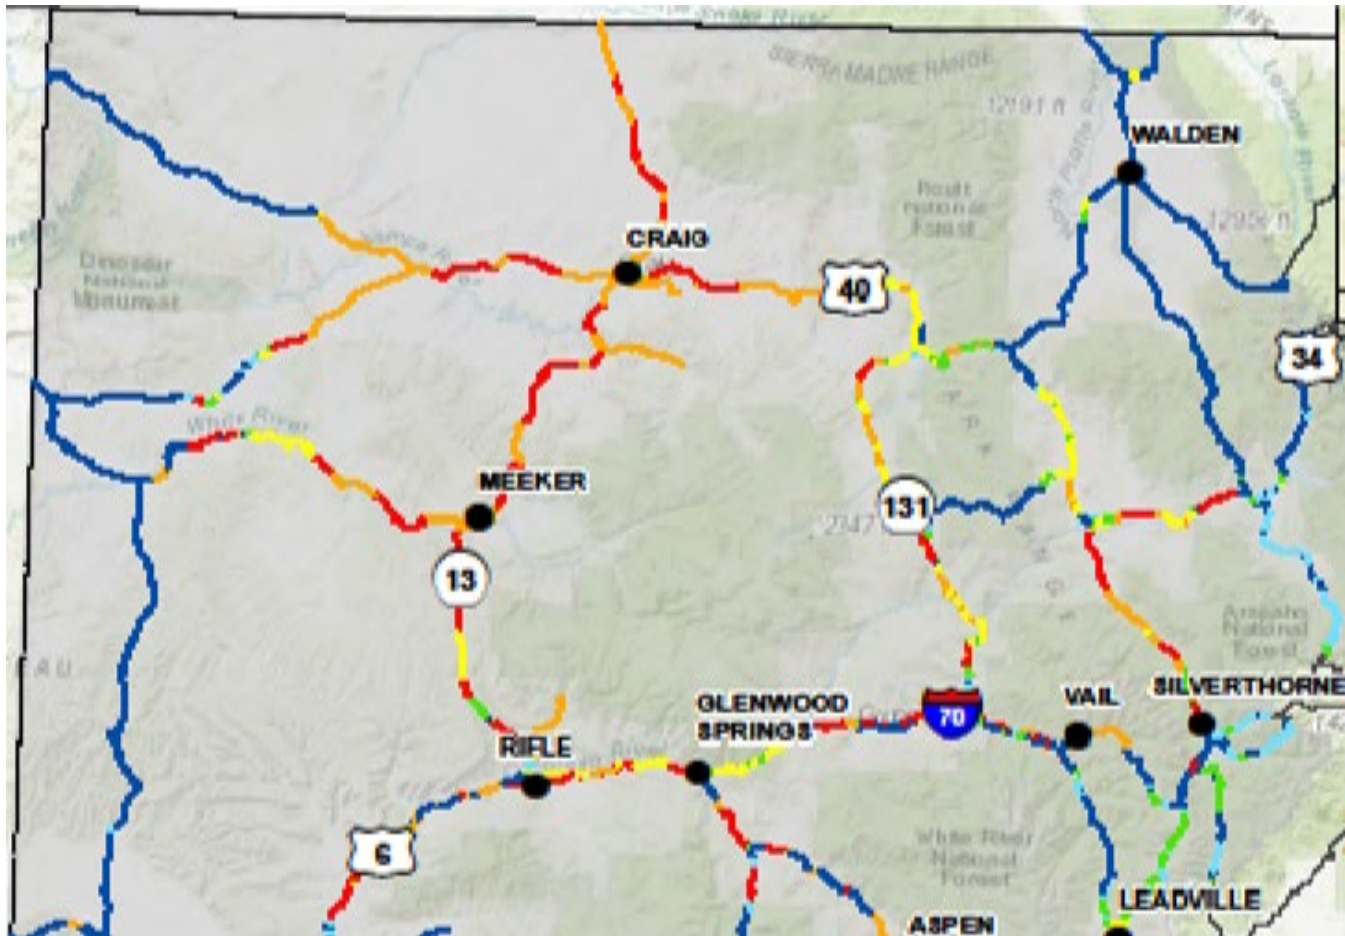 SIERRA MADRE RANGE
WALDEN
Routt
National
Forest
CRAIG
Dinosaur
National
Monument
40
34
White River
MEEKER
131
13
Arapaho
National
Forest
GLENWOOD
SPRINGS
VAIL
SILVERTHORNE
70
RIFLE
6
White River
National
Forest
LEADVILLE
ASPEN